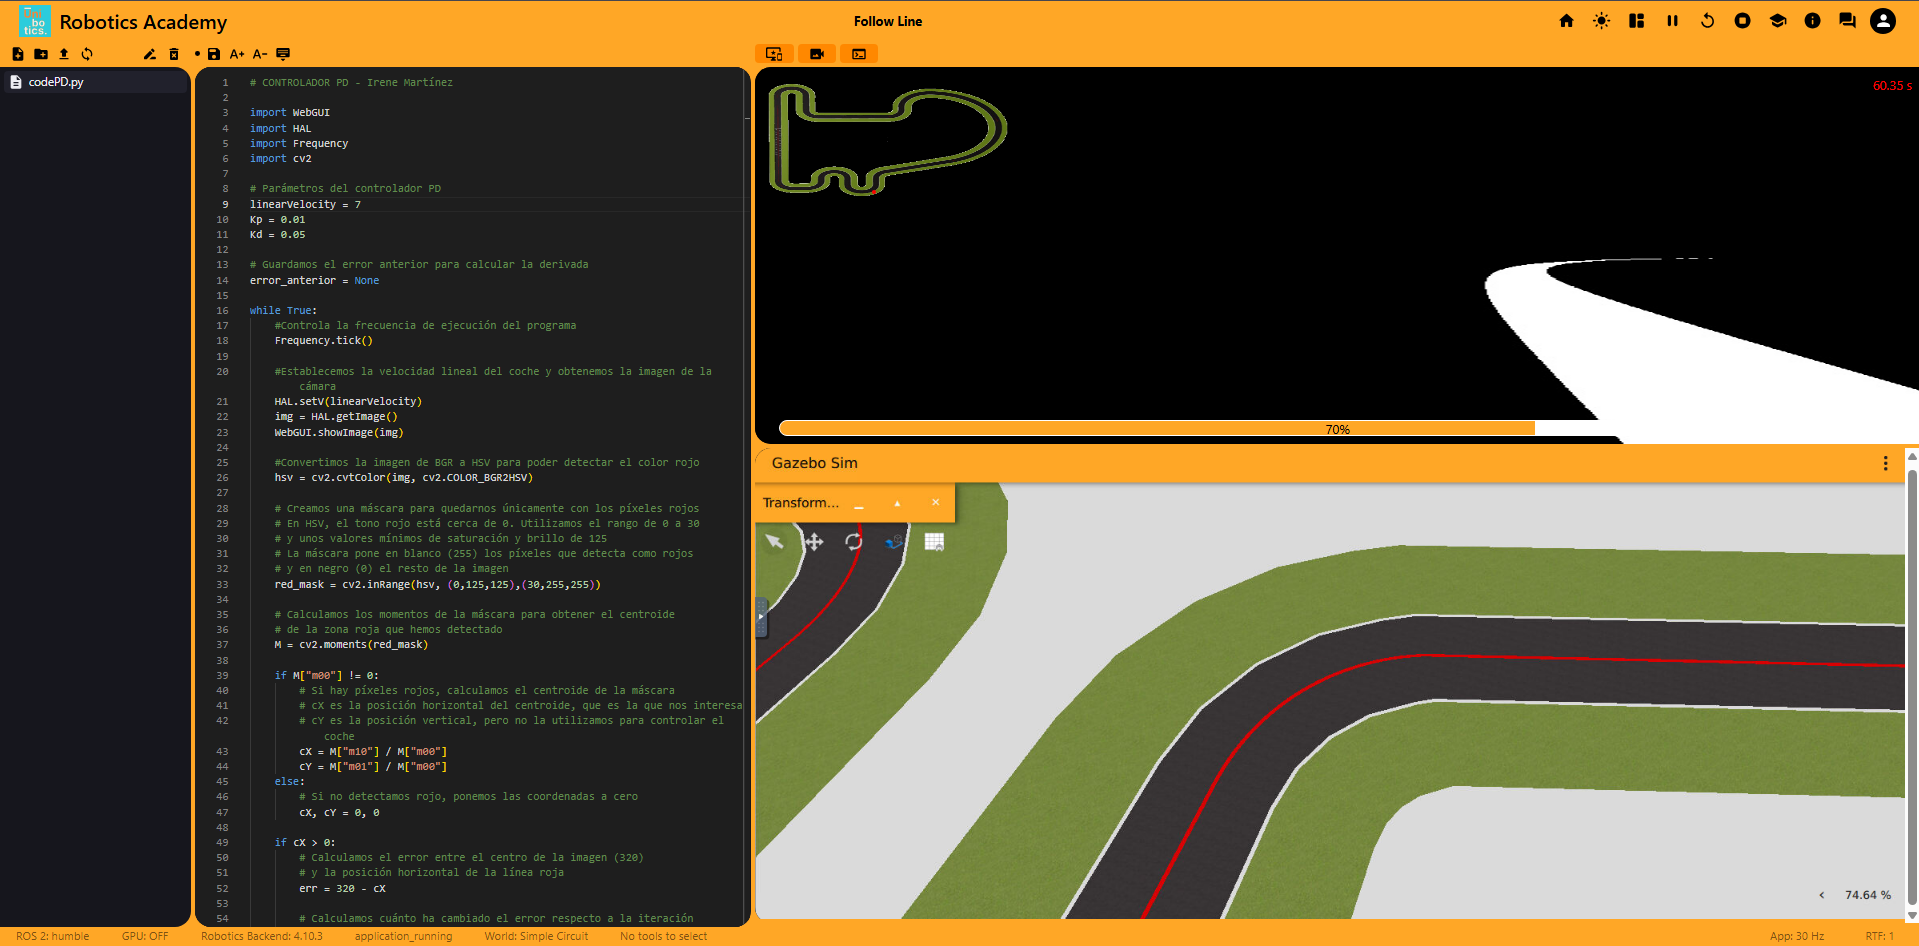 .bo
tics.
Robotics Academy
Follow Line
A+ A-
codePD.py
1 # CONTROLADOR PD - Irene Martínez
2
3 import WebGUI
4 import HAL
5 import Frequency
6 import cv2
7
8 # Parámetros del controlador PD
9 linearVelocity = 7
10 Kp = 0.01
11 Kd = 0.05
12
13 # Guardamos el error anterior para calcular la derivada
14 error_anterior = None
15
16 while True:
17 #Controla la frecuencia de ejecución del programa
18 Frequency.tick()
19
20 #Establecemos la velocidad lineal del coche y obtenemos la imagen de la
cámara
21 HAL.setV(linearVelocity)
22 img = HAL.getImage()
23 WebGUI.showImage(img)
24
25 #Convertimos la imagen de BGR a HSV para poder detectar el color rojo
26 hsv = cv2.cvtColor(img, cv2.COLOR_BGR2HSV)
27
28 # Creamos una máscara para quedarnos únicamente con los píxeles rojos
29 # En HSV, el tono rojo está cerca de 0. Utilizamos el rango de 0 a 30
30 # y unos valores mínimos de saturación y brillo de 125
31 # La máscara pone en blanco (255) los píxeles que detecta como rojos
32 # y en negro (0) el resto de la imagen
33 red_mask = cv2.inRange(hsv, (0,125,125),(30,255,255))
34
35 # Calculamos los momentos de la máscara para obtener el centroide
36 # de la zona roja que hemos detectado
37 M = cv2.moments(red_mask)
38
39 if M["m00"] != 0:
40 # Si hay píxeles rojos, calculamos el centroide de la máscara
41 # cX es la posición horizontal del centroide, que es la que nos interesa
42 # cY es la posición vertical, pero no la utilizamos para controlar el
coche
43 cX = M["m10"] / M["m00"]
44 cY = M["m01"] / M["m00"]
45 else:
46 # Si no detectamos rojo, ponemos las coordenadas a cero
47 cX, cY = 0, 0
48
49 if cX > 0:
50 # Calculamos el error entre el centro de la imagen (320)
51 # y la posición horizontal de la línea roja
52 err = 320 - cX
53
54 # Calculamos cuánto ha cambiado el error respecto a la iteración
60.35 s
70%
Gazebo Sim
Transform...
74.64 %
ROS 2: humble
GPU: OFF
Robotics Backend: 4.10.3
application_running
World: Simple Circuit
No tools to select
App: 30 Hz
RTF: 1